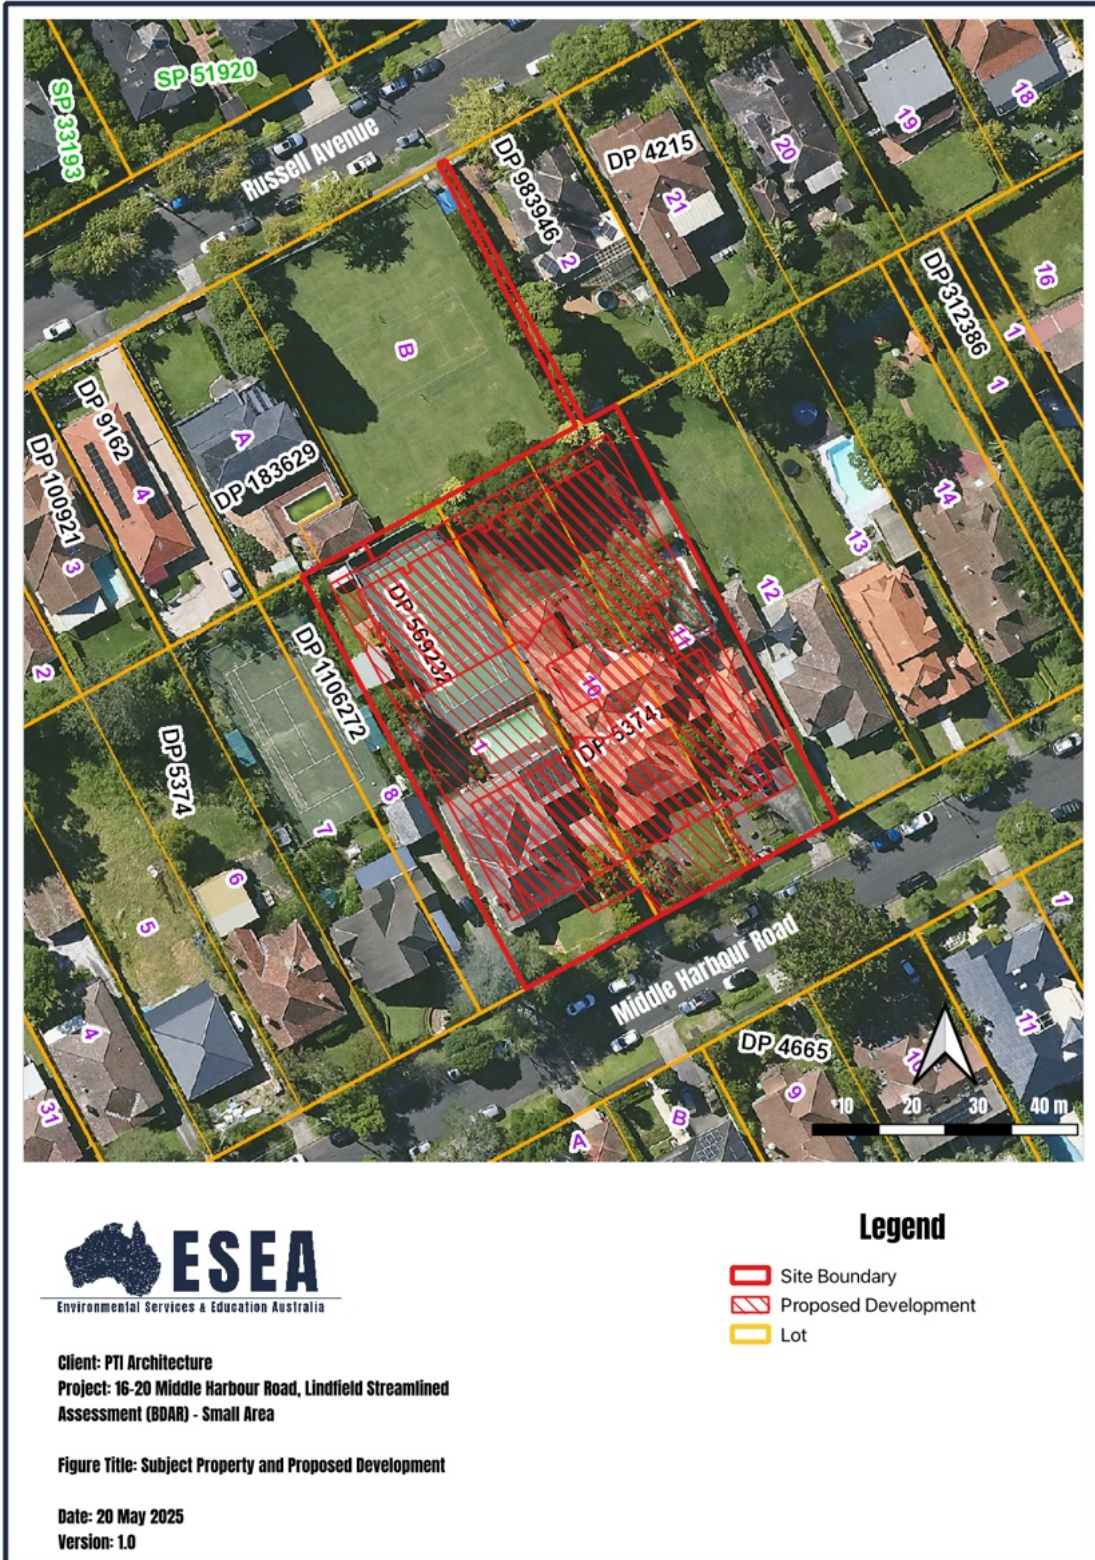 SP 51920
SP 33193
Russell Avenue
DP 983946
2
DP 4215
21
20
19
18
16
DP 312386
1
1
B
DP 9162
4
A
DP 183629
DP 100921
3
2
DP 569232
DP 1106272
DP 5374
12
13
14
11
10
DP 5374
1
8
7
6
5
4
31
Middle Harbour Road
DP 4665
9
10
11
1
B
A
10 20 30 40 m
ESEA
Environmental Services & Education Australia
Legend
Site Boundary
Proposed Development
Lot
Client: PTI Architecture
Project: 16-20 Middle Harbour Road, Lindfield Streamlined
Assessment (BDAR) - Small Area
Figure Title: Subject Property and Proposed Development
Date: 20 May 2025
Version: 1.0